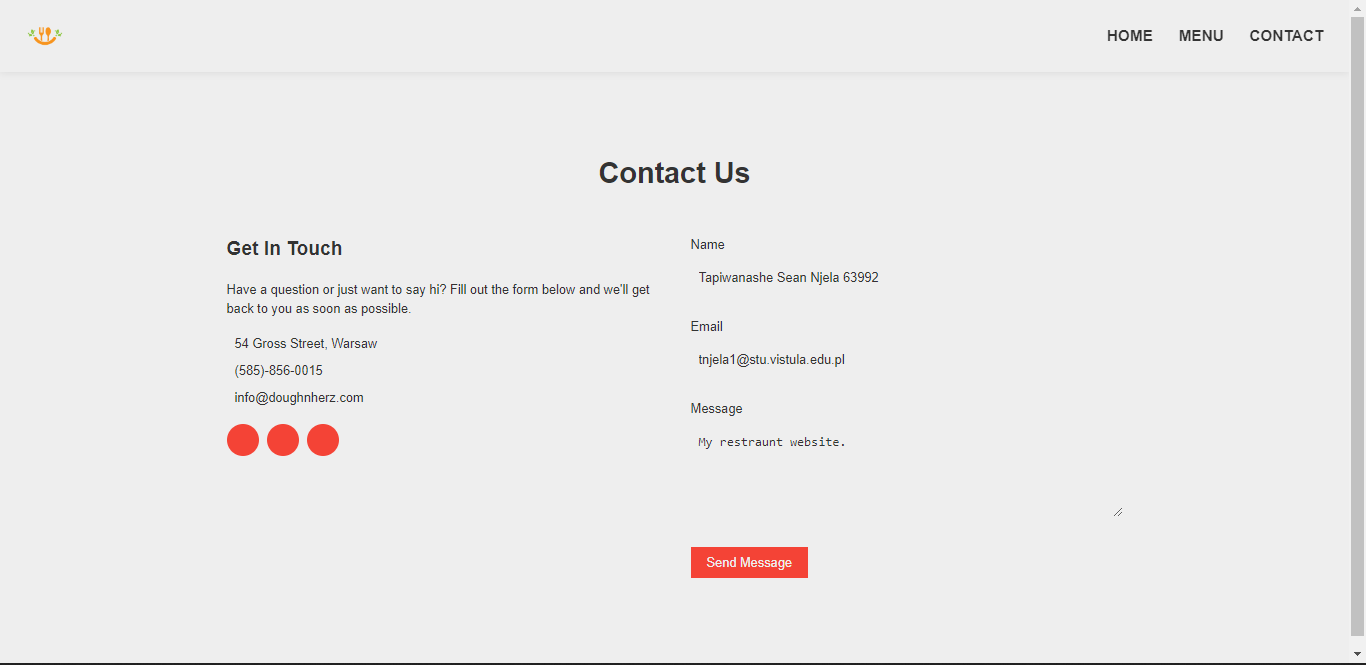 HOME MENU CONTACT
Contact Us
Get In Touch
Have a question or just want to say hi? Fill out the form below and we'll get
back to you as soon as possible.
54 Gross Street, Warsaw
(585)-856-0015
info@doughnherz.com
Name
Tapiwanashe Sean Njela 63992
Email
tnjela1@stu.vistula.edu.pl
Message
My restraunt website.
Send Message